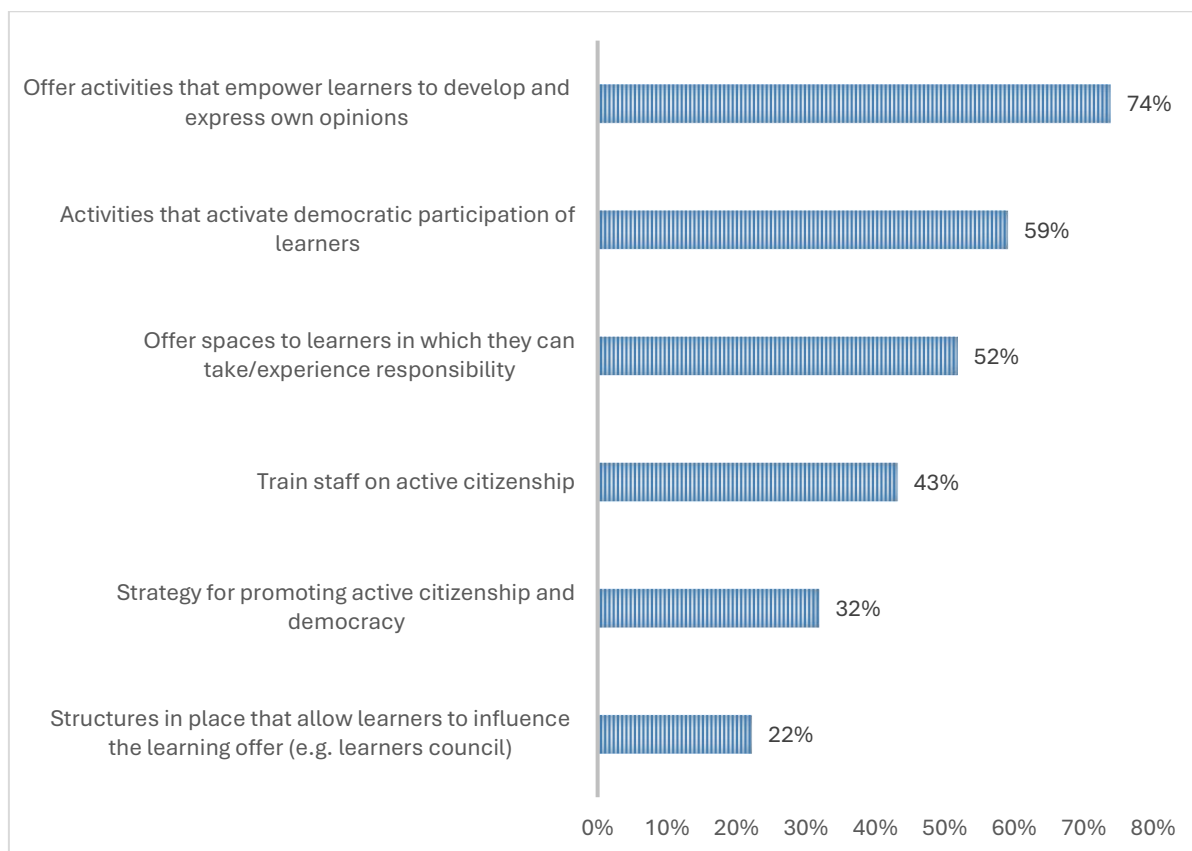 Offer activities that empower learners to develop and
express own opinions
74%
Activities that activate democratic participation of
learners
59%
Offer spaces to learners in which they can
take/experience responsibility
52%
Train staff on active citizenship
43%
Strategy for promoting active citizenship and
democracy
32%
Structures in place that allow learners to influence
the learning offer (e.g. learners council)
22%
0% 10% 20% 30% 40% 50% 60% 70% 80%